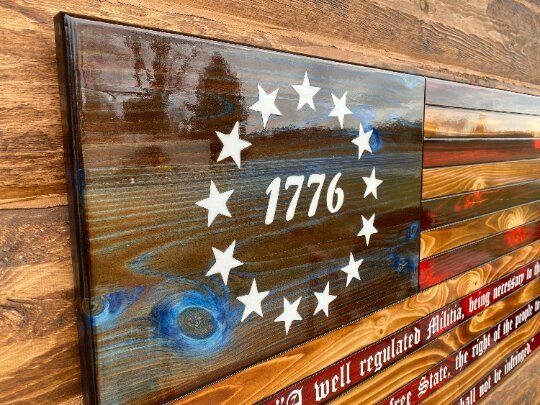 1776
"A well regulated Militia, being necessary to th
free State, the right of the people to
shall not be infringed."